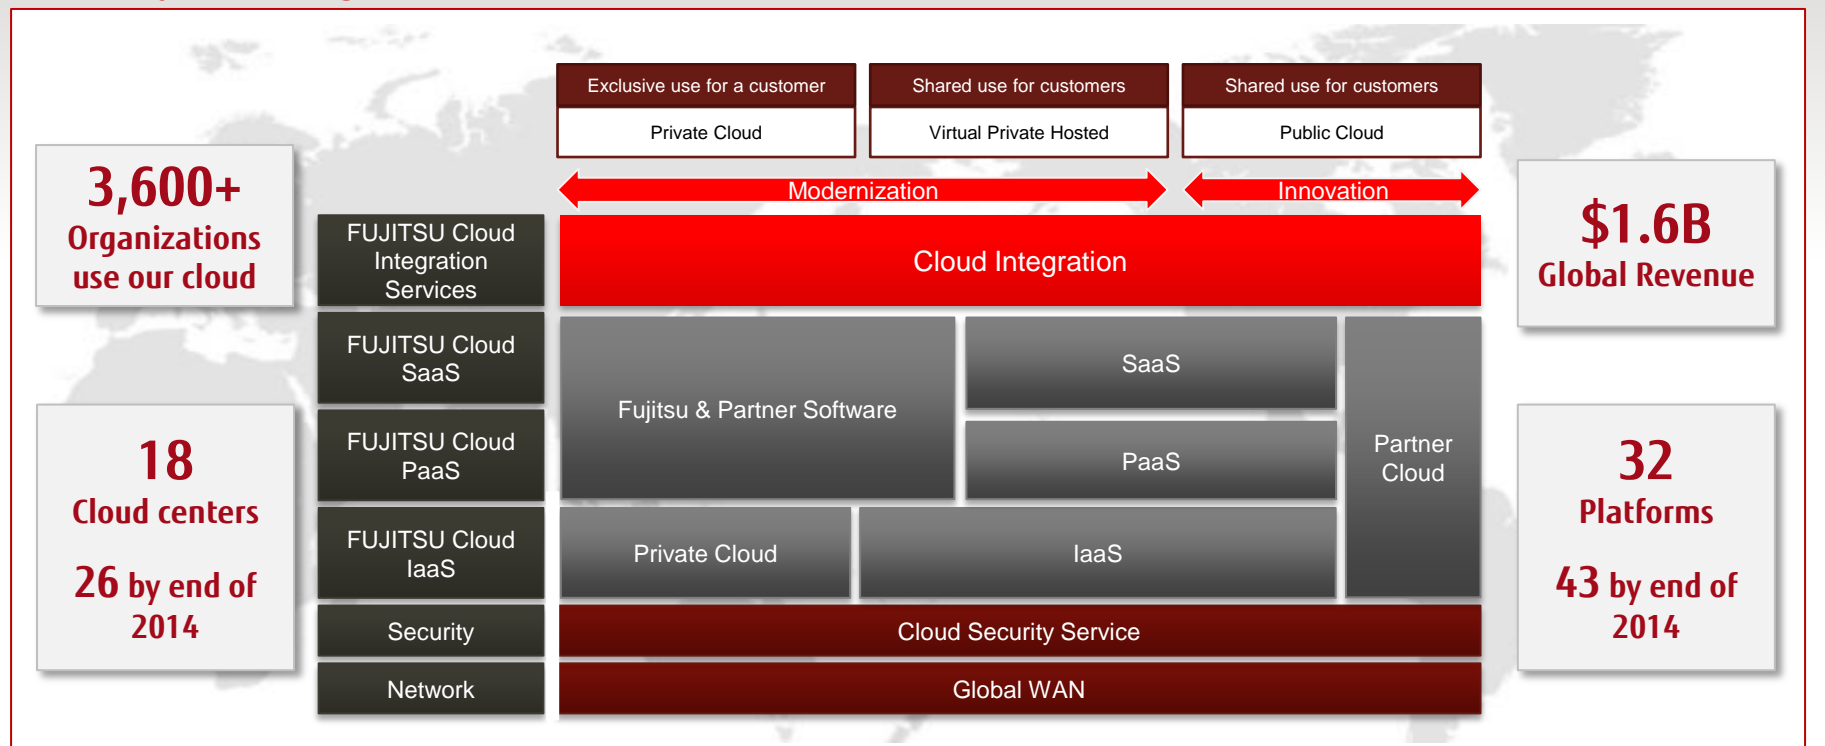 Exclusive use for a customer
Private Cloud
Shared use for customers
Virtual Private Hosted
Shared use for customers
Public Cloud
Modernization
Innovation
3,600+
Organizations
use our cloud
18
Cloud centers
26 by end of
2014
FUJITSU Cloud
Integration
Services
Cloud Integration
FUJITSU Cloud
SaaS
FUJITSU Cloud
PaaS
FUJITSU Cloud
IaaS
Fujitsu & Partner Software
SaaS
PaaS
Partner
Cloud
Private Cloud
IaaS
Security
Cloud Security Service
Network
Global WAN
$1.6B
Global Revenue
32
Platforms
43 by end of
2014